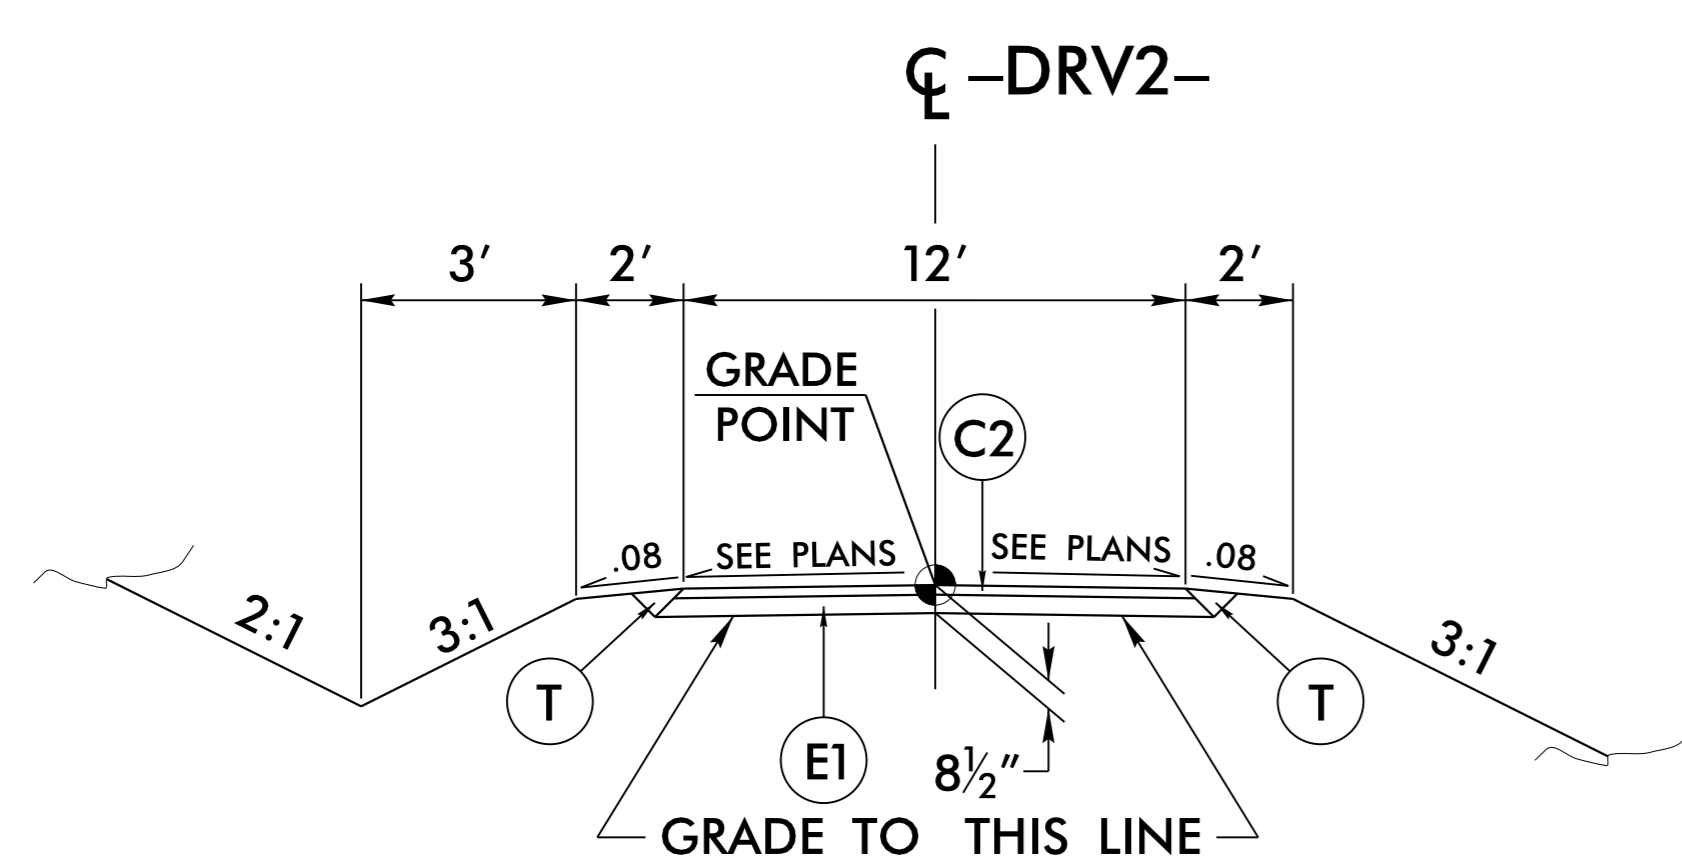 ℄ –DRV2–
3' 2' 12' 2'
GRADE
POINT
C2
.08 SEE PLANS SEE PLANS .08
2:1 3:1 3:1
T T
E1
8½"
GRADE TO THIS LINE